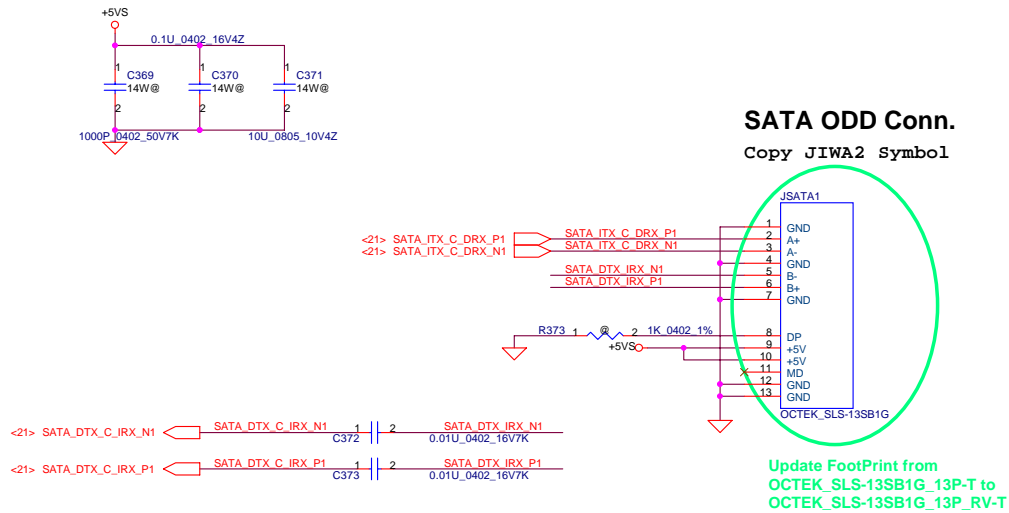 +5VS
0.1U_0402_16V4Z
1 1 1
C369 C370 C371
14W@ 14W@ 14W@
2 2 2
1000P_0402_50V7K 10U_0805_10V4Z
SATA ODD Conn.
Copy JIWA2 Symbol
JSATA1
1 GND
<21> SATA_ITX_C_DRX_P1 SATA_ITX_C_DRX_P1 2 A+
<21> SATA_ITX_C_DRX_N1 SATA_ITX_C_DRX_N1 3 A-
4 GND
SATA_DTX_IRX_N1 5 B-
SATA_DTX_IRX_P1 6 B+
7 GND
R373 1 @ 2 1K_0402_1% 8 DP
+5VS 9 +5V
10 +5V
11 MD
12 GND
13 GND
OCTEK_SLS-13SB1G
<21> SATA_DTX_C_IRX_N1 SATA_DTX_C_IRX_N1 1 2 SATA_DTX_IRX_N1
C372 0.01U_0402_16V7K
<21> SATA_DTX_C_IRX_P1 SATA_DTX_C_IRX_P1 1 2 SATA_DTX_IRX_P1
C373 0.01U_0402_16V7K
Update FootPrint from
OCTEK_SLS-13SB1G_13P-T to
OCTEK_SLS-13SB1G_13P_RV-T